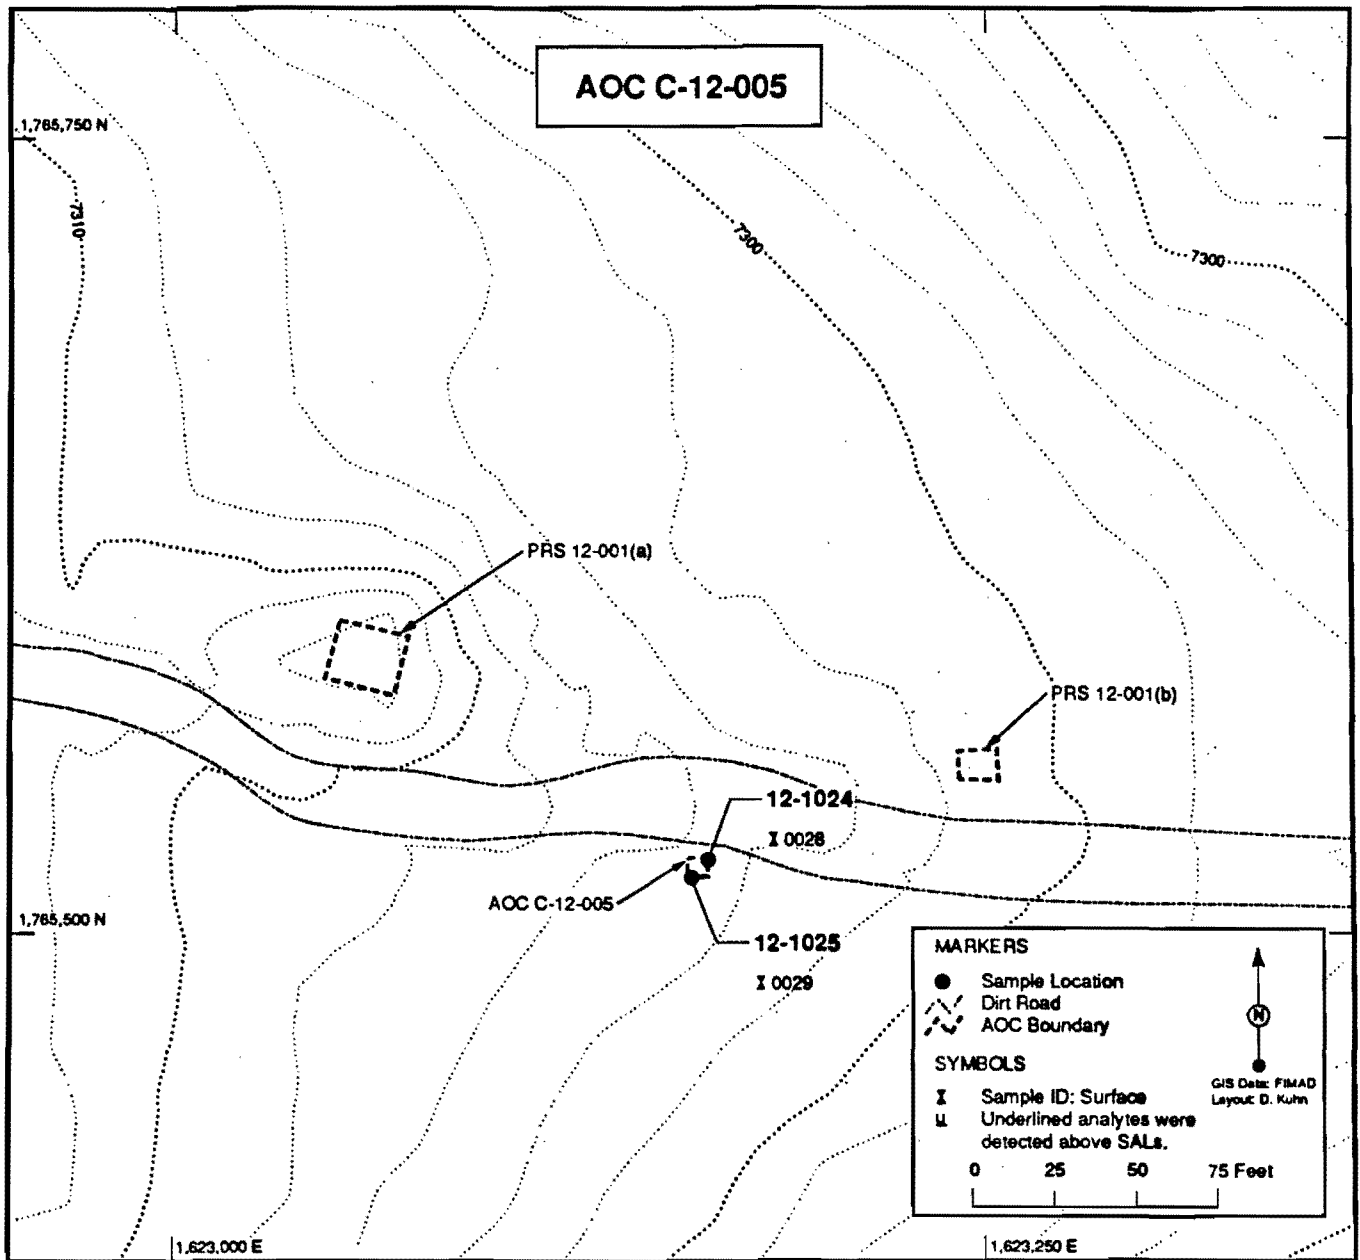 AOC C-12-005
1,765,750 N
7310
7300
7300
PRS 12-001(a)
PRS 12-001(b)
12-1024
I 0028
AOC C-12-005
1,765,500 N
12-1025
I 0029
MARKERS
Sample Location
Dirt Road
AOC Boundary
N
SYMBOLS
GIS Data: FIMAD
Layout: D. Kuhn
I Sample ID: Surface
u Underlined analytes were
detected above SALs.
0 25 50 75 Feet
1,623,000 E
1,623,250 E